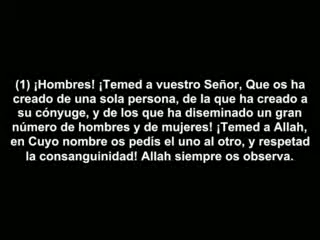 (1) ¡Hombres! ¡Temed a vuestro Señor, Que os ha
creado de una sola persona, de la que ha creado a
su cónyuge, y de los que ha diseminado un gran
número de hombres y de mujeres! ¡Temed a Allah,
en Cuyo nombre os pedís el uno al otro, y respetad
la consanguinidad! Allah siempre os observa.